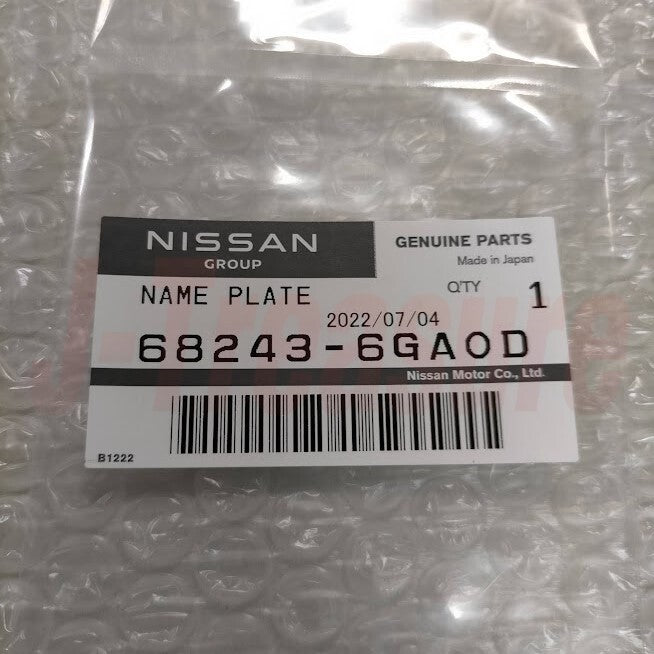 NISSAN
GROUP
GENUINE PARTS
Made in Japan
NAME PLATE
Q'TY 1
2022/07/04
68243-6GA0D
Nissan Motor Co., Ltd.
B1222